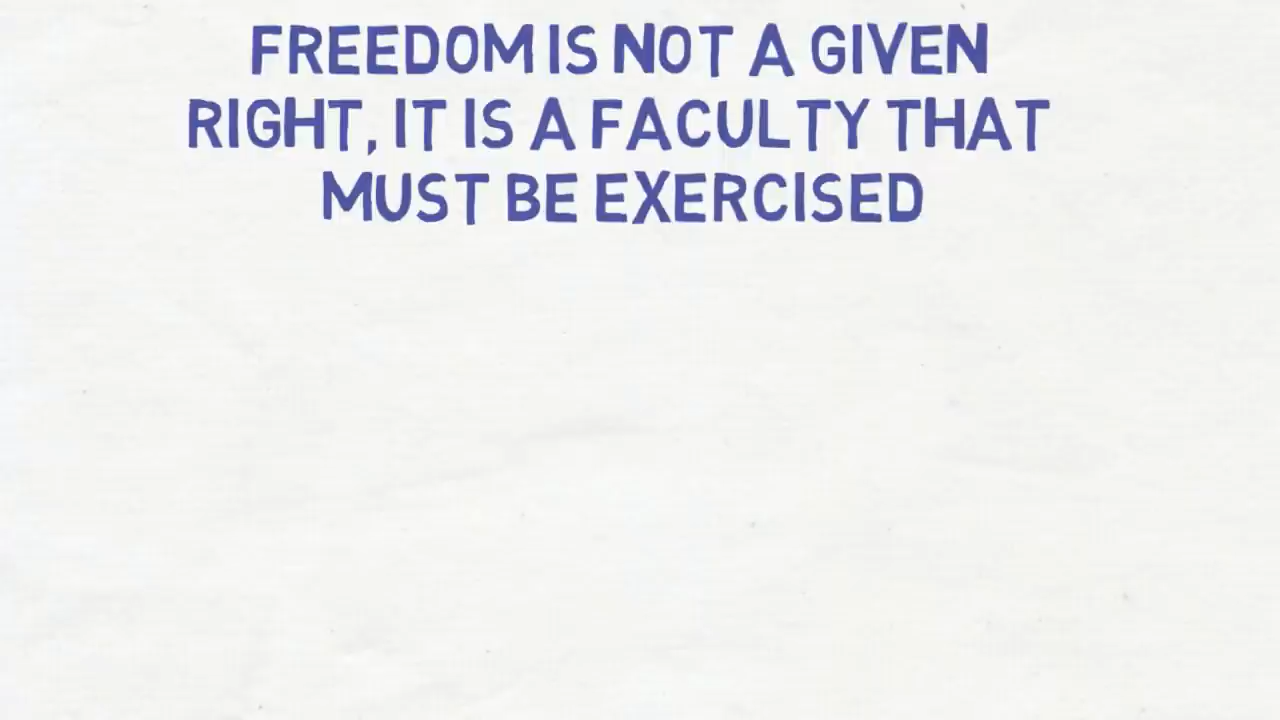 FREEDOM IS NOT A GIVEN
RIGHT, IT IS A FACULTY THAT
MUST BE EXERCISED